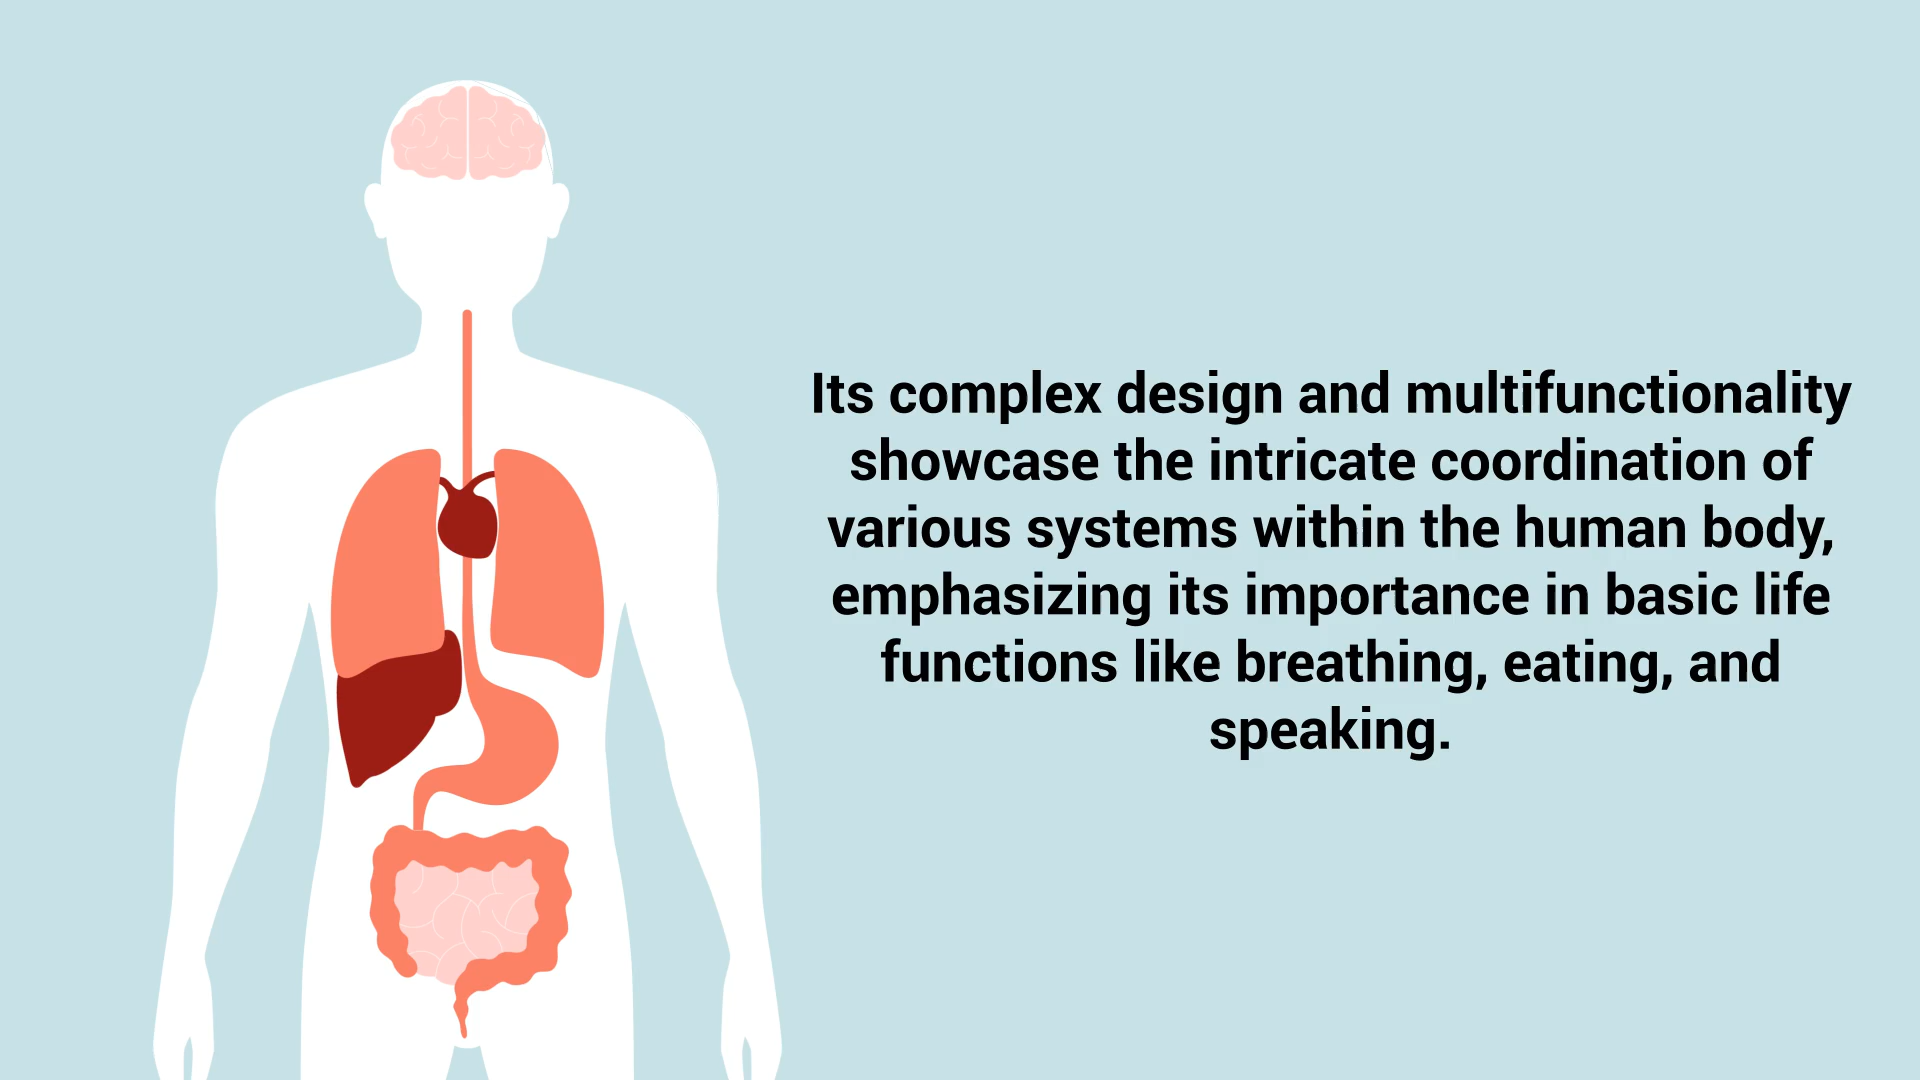 Its complex design and multifunctionality
showcase the intricate coordination of
various systems within the human body,
emphasizing its importance in basic life
functions like breathing, eating, and
speaking.